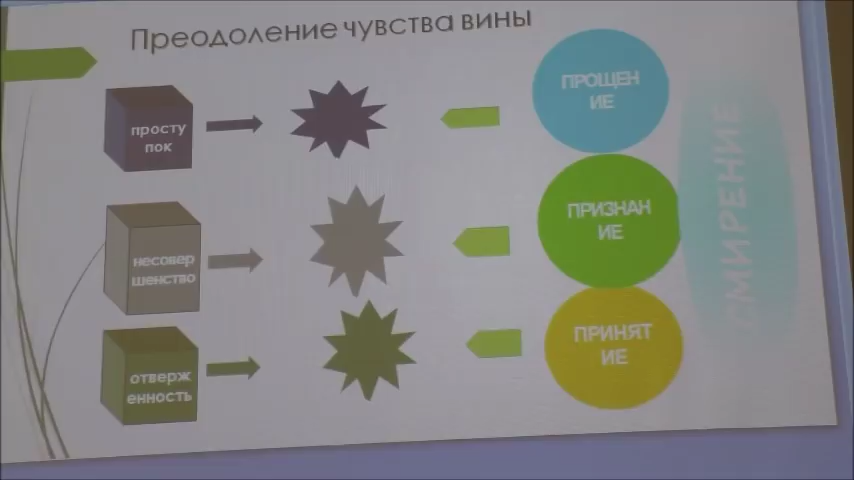 Преодоление чувства вины
просту
пок
ПРОЩЕН
ИЕ
несовер
шенство
ПРИЗНАН
ИЕ
отверж
енность
ПРИНЯТ
ИЕ
СМИРЕНИЕ